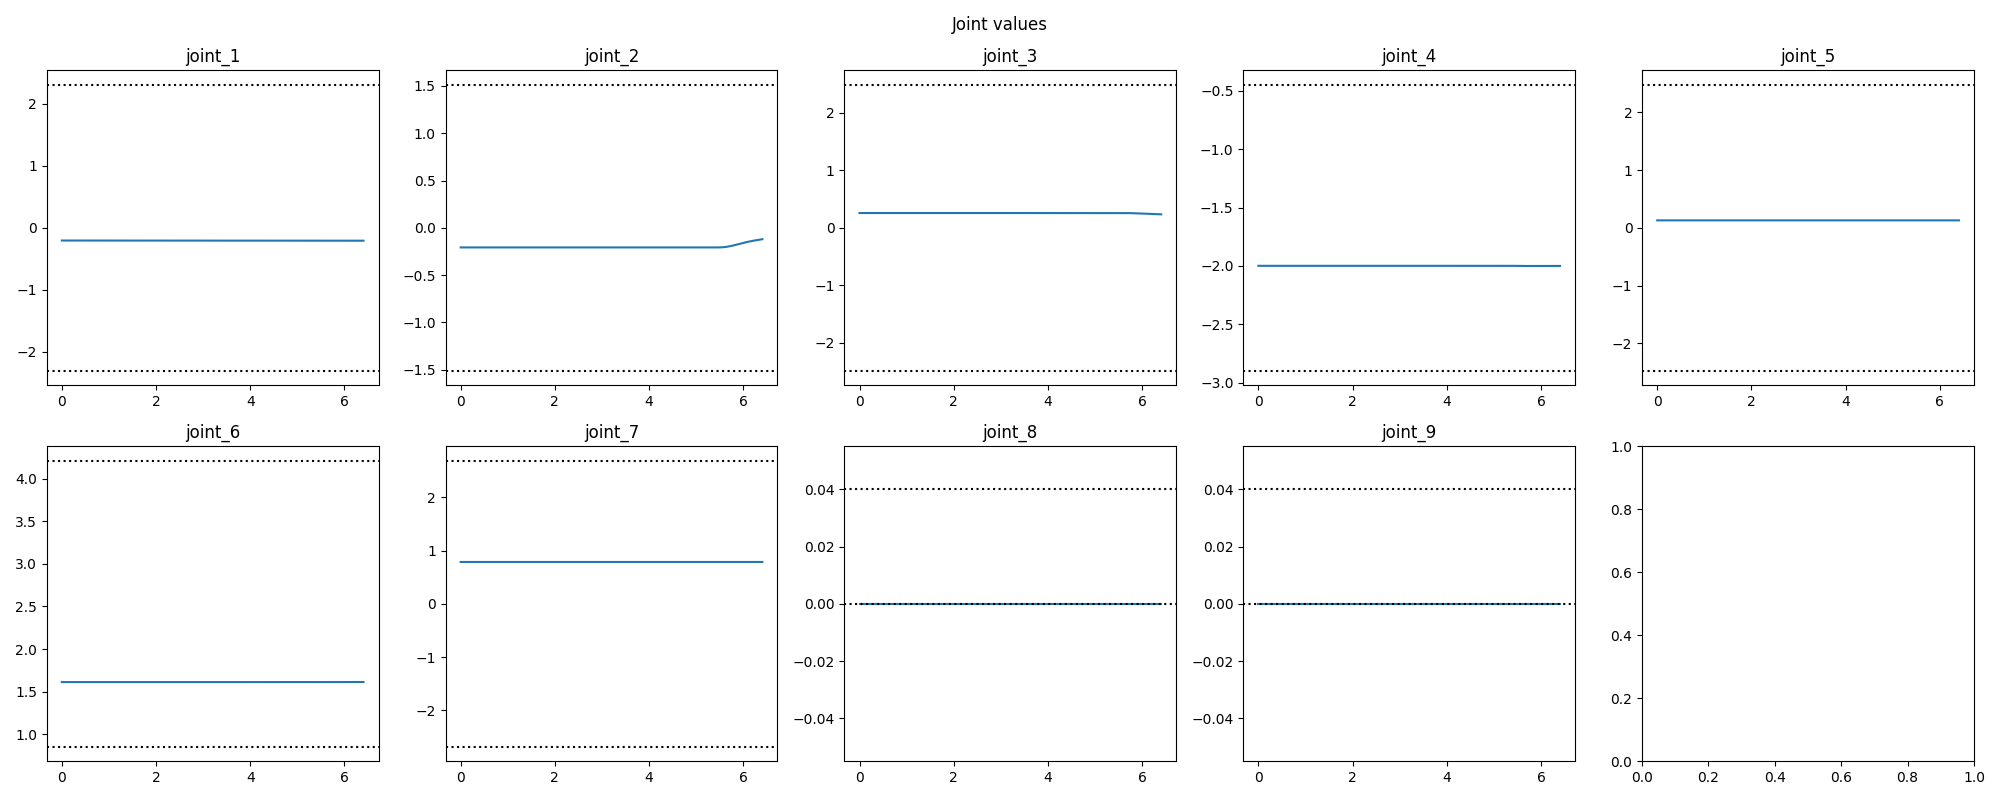 Joint values
joint_1 joint_2 joint_3 joint_4 joint_5
2 1.5 2 −0.5 2
1.0 −1.0
1 0.5 1 −1.5 1
0 0.0 0 −2.0 0
−0.5
−1 −1.0 −1 −2.5 −1
−2 −1.5 −2 −3.0 −2
0 2 4 6 0 2 4 6 0 2 4 6 0 2 4 6 0 2 4 6
joint_6 joint_7 joint_8 joint_9
4.0 2 0.04 0.04 1.0
3.5 0.8
3.0 1 0.02 0.02 0.6
2.5 0 0.00 0.00
2.0 −1 −0.02 −0.02 0.4
1.5 −2 −0.04 −0.04 0.2
1.0 0.0
0 2 4 6 0 2 4 6 0 2 4 6 0 2 4 6 0.0 0.2 0.4 0.6 0.8 1.0